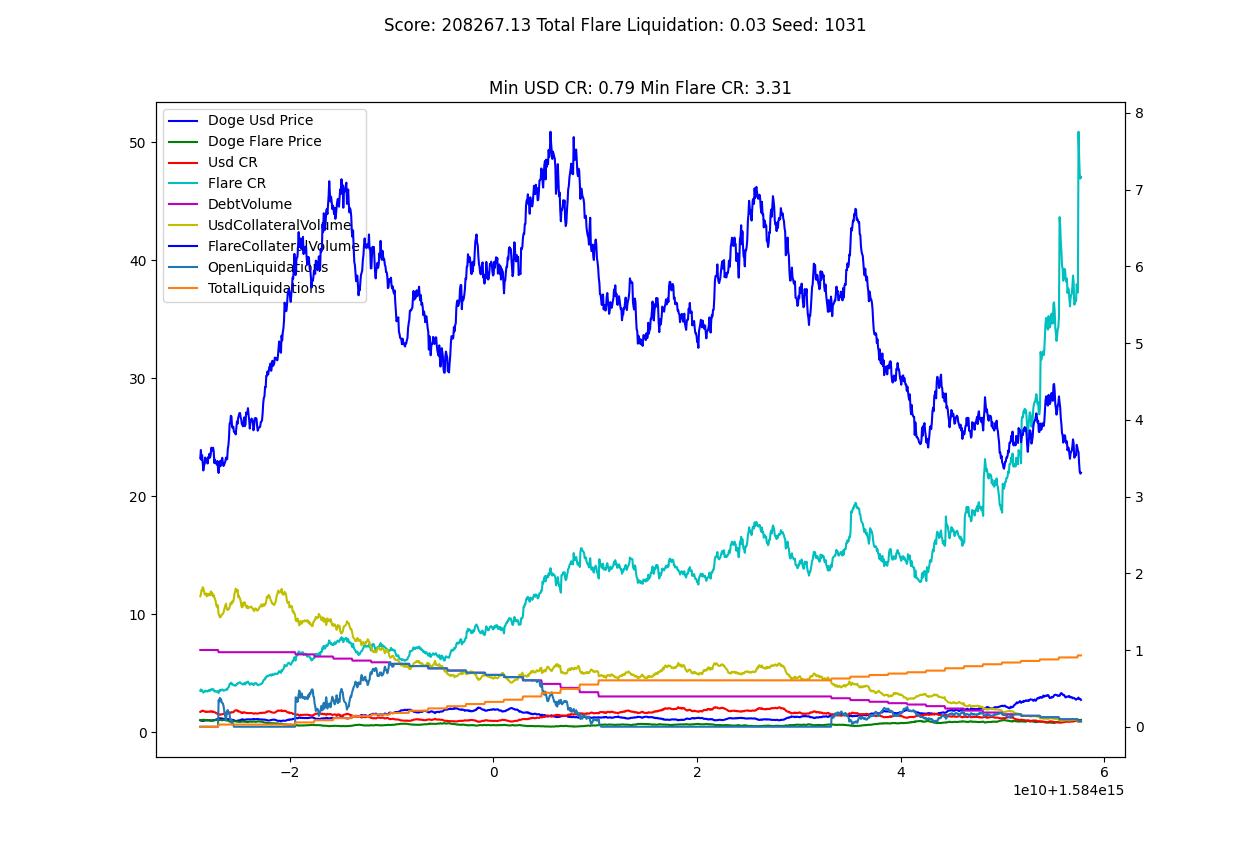 Score: 208267.13 Total Flare Liquidation: 0.03 Seed: 1031
Min USD CR: 0.79 Min Flare CR: 3.31
Doge Usd Price
Doge Flare Price
Usd CR
Flare CR
DebtVolume
UsdCollateralVolume
FlareCollateralVolume
OpenLiquidations
TotalLiquidations
50
40
30
20
10
0
8
7
6
5
4
3
2
1
0
−2 0 2 4 6
1e10+1.584e15